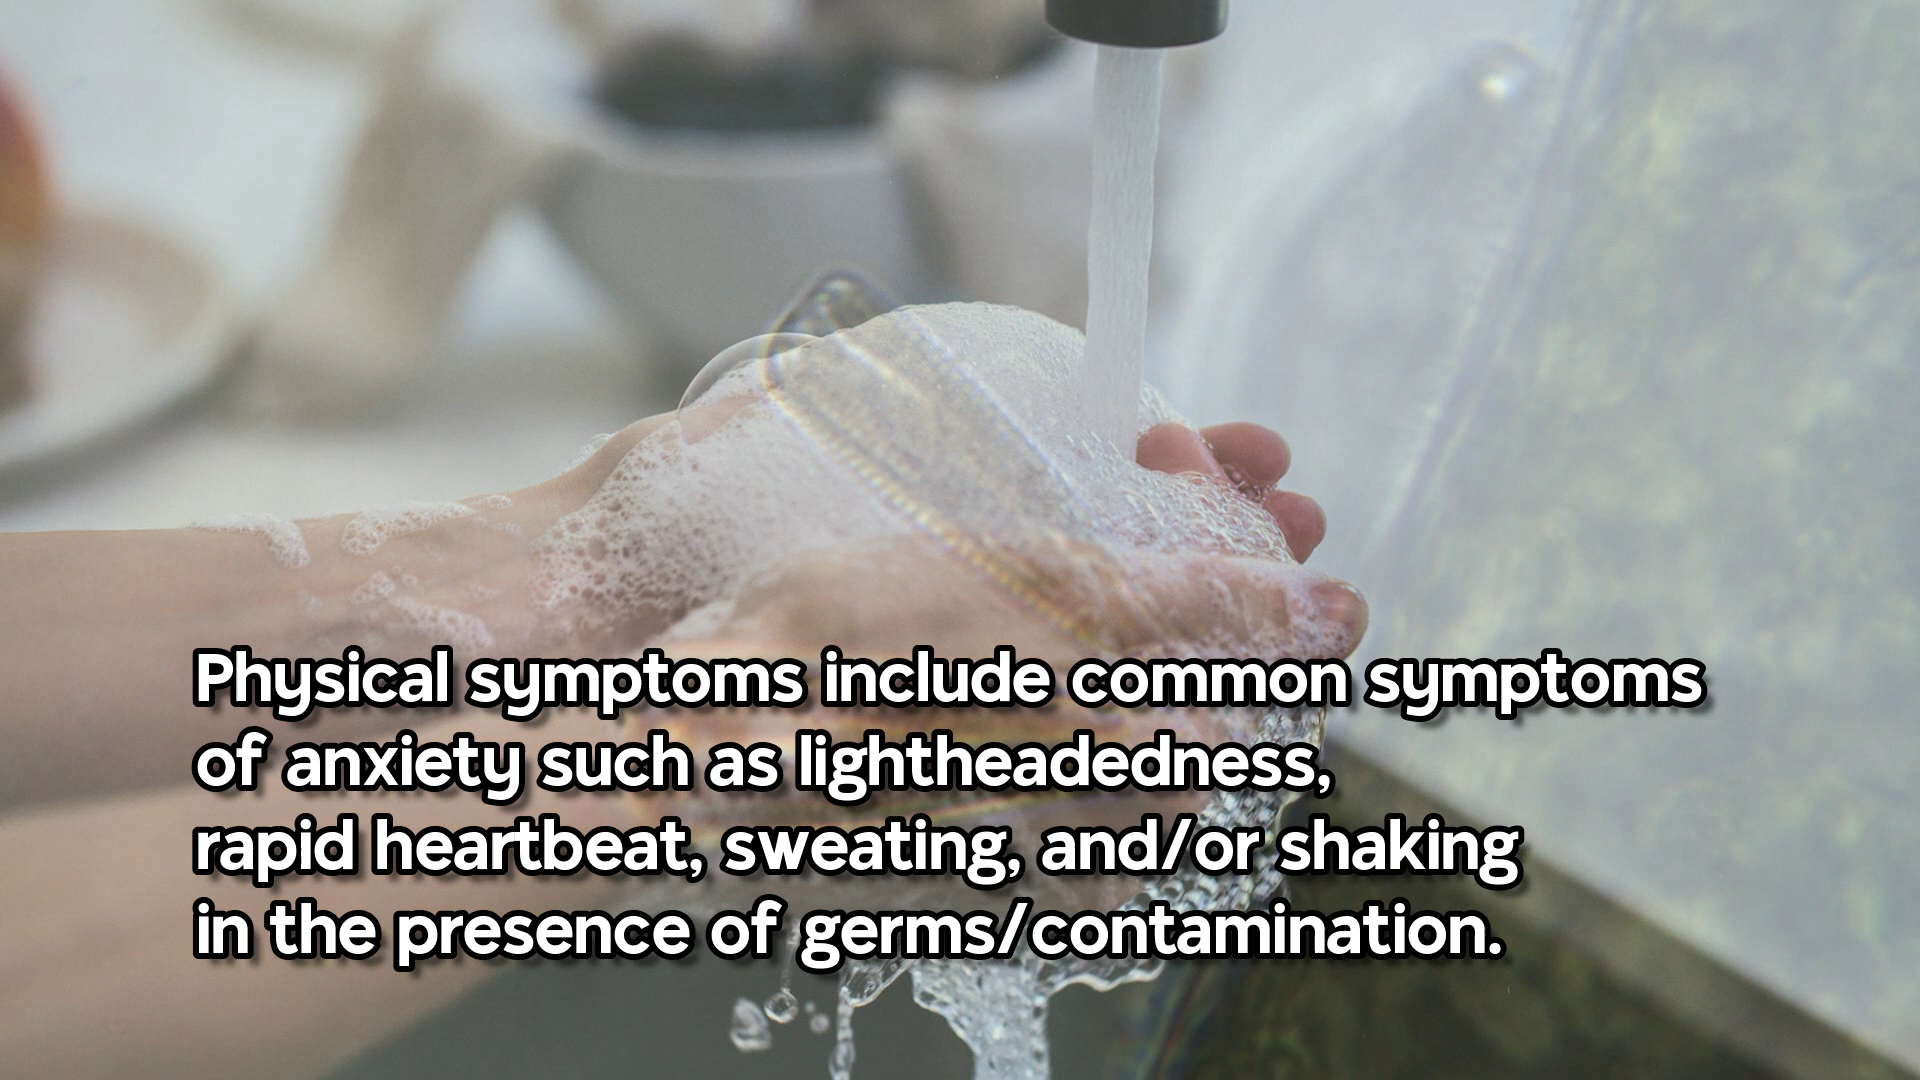 Physical symptoms include common symptoms
of anxiety such as lightheadedness,
rapid heartbeat, sweating, and/or shaking
in the presence of germs/contamination.